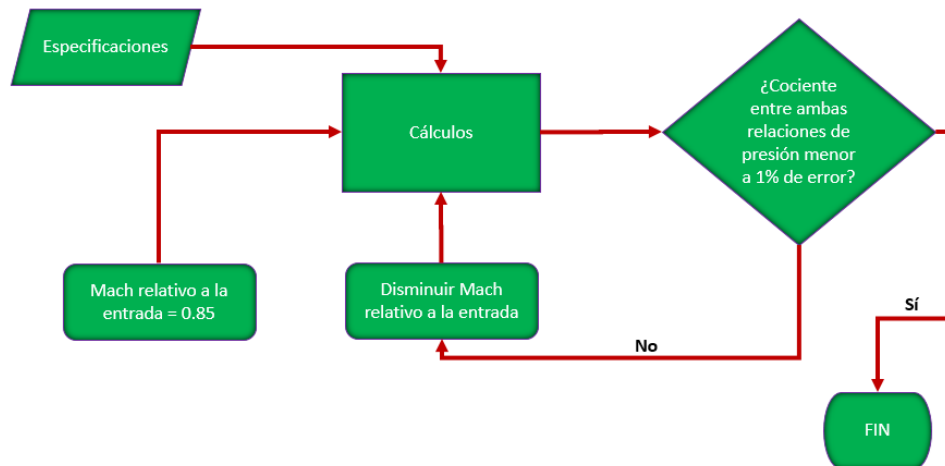 Especificaciones
Cálculos
¿Cociente
entre ambas
relaciones de
presión menor
a 1% de error?
Mach relativo a la
entrada = 0.85
Disminuir Mach
relativo a la entrada
No
Sí
FIN